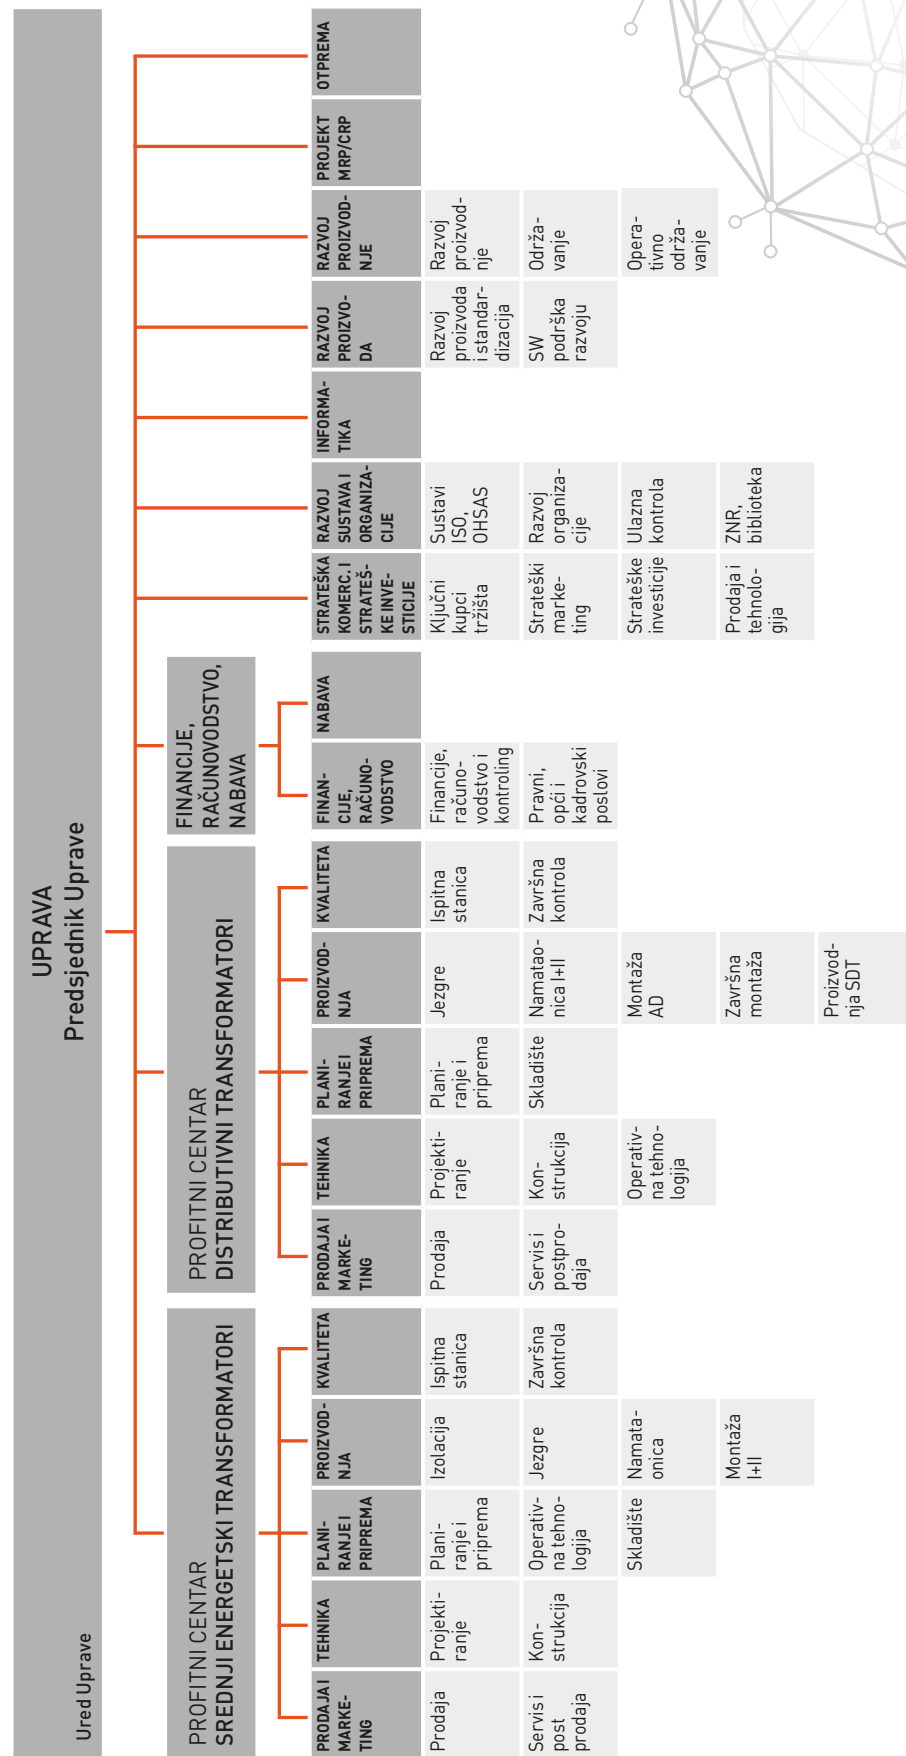 UPRAVA
Predsjednik Uprave
Ured Uprave
PROFITNI CENTAR
SREDNJI ENERGETSKI TRANSFORMATORI
PRODAJA I
MARKE-
TING
Prodaja
Servis i
post
prodaja
TEHNIKA
Projekti-
ranje
Kon-
strukcija
PLANI-
RANJE I
PRIPREMA
Plani-
ranje i
priprema
Operativ-
na tehno-
logija
Skladište
PROIZVOD-
NJA
Izolacija
Jezgre
Namata-
onica
Montaža
I+II
KVALITETA
Ispitna
stanica
Završna
kontrola
PROFITNI CENTAR
DISTRIBUTIVNI TRANSFORMATORI
PRODAJA I
MARKE-
TING
Prodaja
Servis i
postpro-
daja
TEHNIKA
Projekti-
ranje
Kon-
strukcija
Operativ-
na tehno-
logija
PLANI-
RANJE I
PRIPREMA
Plani-
ranje i
priprema
Skladište
PROIZVOD-
NJA
Jezgre
Namatao-
nica I+II
Montaža
AD
Završna
montaža
Proizvod-
nja SDT
KVALITETA
Ispitna
stanica
Završna
kontrola
FINANCIJE,
RAČUNOVODSTVO,
NABAVA
FINAN-
CIJE,
RAČUNO-
VODSTVO
Financije,
računo-
vodstvo i
kontroling
Pravni,
opći i
kadrovski
poslovi
NABAVA
STRATEŠKA
KOMERC. I
STRATEŠ-
KE INVE-
STICIJE
Ključni
kupci
tržišta
Strateški
marke-
ting
Strateške
investicije
Prodaja i
tehnolo-
gija
RAZVOJ
SUSTAVA I
ORGANIZA-
CIJE
Sustavi
ISO,
OHSAS
Razvoj
organiza-
cije
Ulazna
kontrola
ZNR,
biblioteka
INFORMA-
TIKA
RAZVOJ
PROIZVO-
DA
Razvoj
proizvoda
i standar-
dizacija
SW
podrška
razvoju
RAZVOJ
PROIZVOD-
NJE
Razvoj
proizvod-
nje
Održa-
vanje
Opera-
tivno
održa-
vanje
PROJEKT
MRP/CRP
OTPREMA